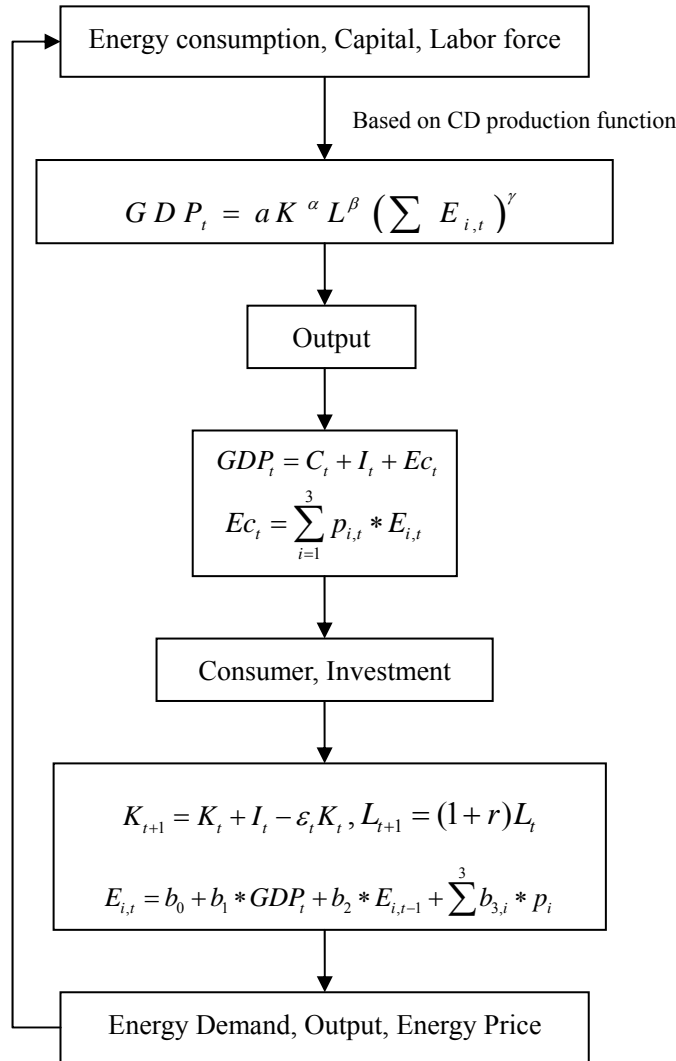 Energy consumption, Capital, Labor force
Based on CD production function
G D P_t = a K^α L^β (∑ E_{i,t})^γ
Output
GDP_t = C_t + I_t + Ec_t
Ec_t = ∑_{i=1}^{3} p_{i,t} * E_{i,t}
Consumer, Investment
K_{t+1} = K_t + I_t - ε_t K_t, L_{t+1} = (1 + r)L_t
E_{i,t} = b_0 + b_1 * GDP_t + b_2 * E_{i,t-1} + ∑^{3} b_{3,i} * p_i
Energy Demand, Output, Energy Price